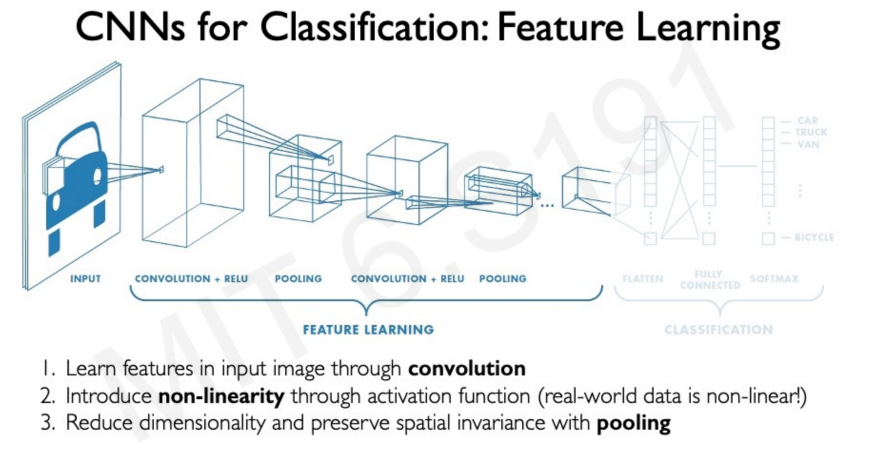 CNNs for Classification: Feature Learning
CAR
TRUCK
VAN
BICYCLE
INPUT
CONVOLUTION + RELU
POOLING
CONVOLUTION + RELU
POOLING
FLATTEN
FULLY
CONNECTED
SOFTMAX
FEATURE LEARNING
CLASSIFICATION
1. Learn features in input image through convolution
2. Introduce non-linearity through activation function (real-world data is non-linear!)
3. Reduce dimensionality and preserve spatial invariance with pooling
MIT 6.S191